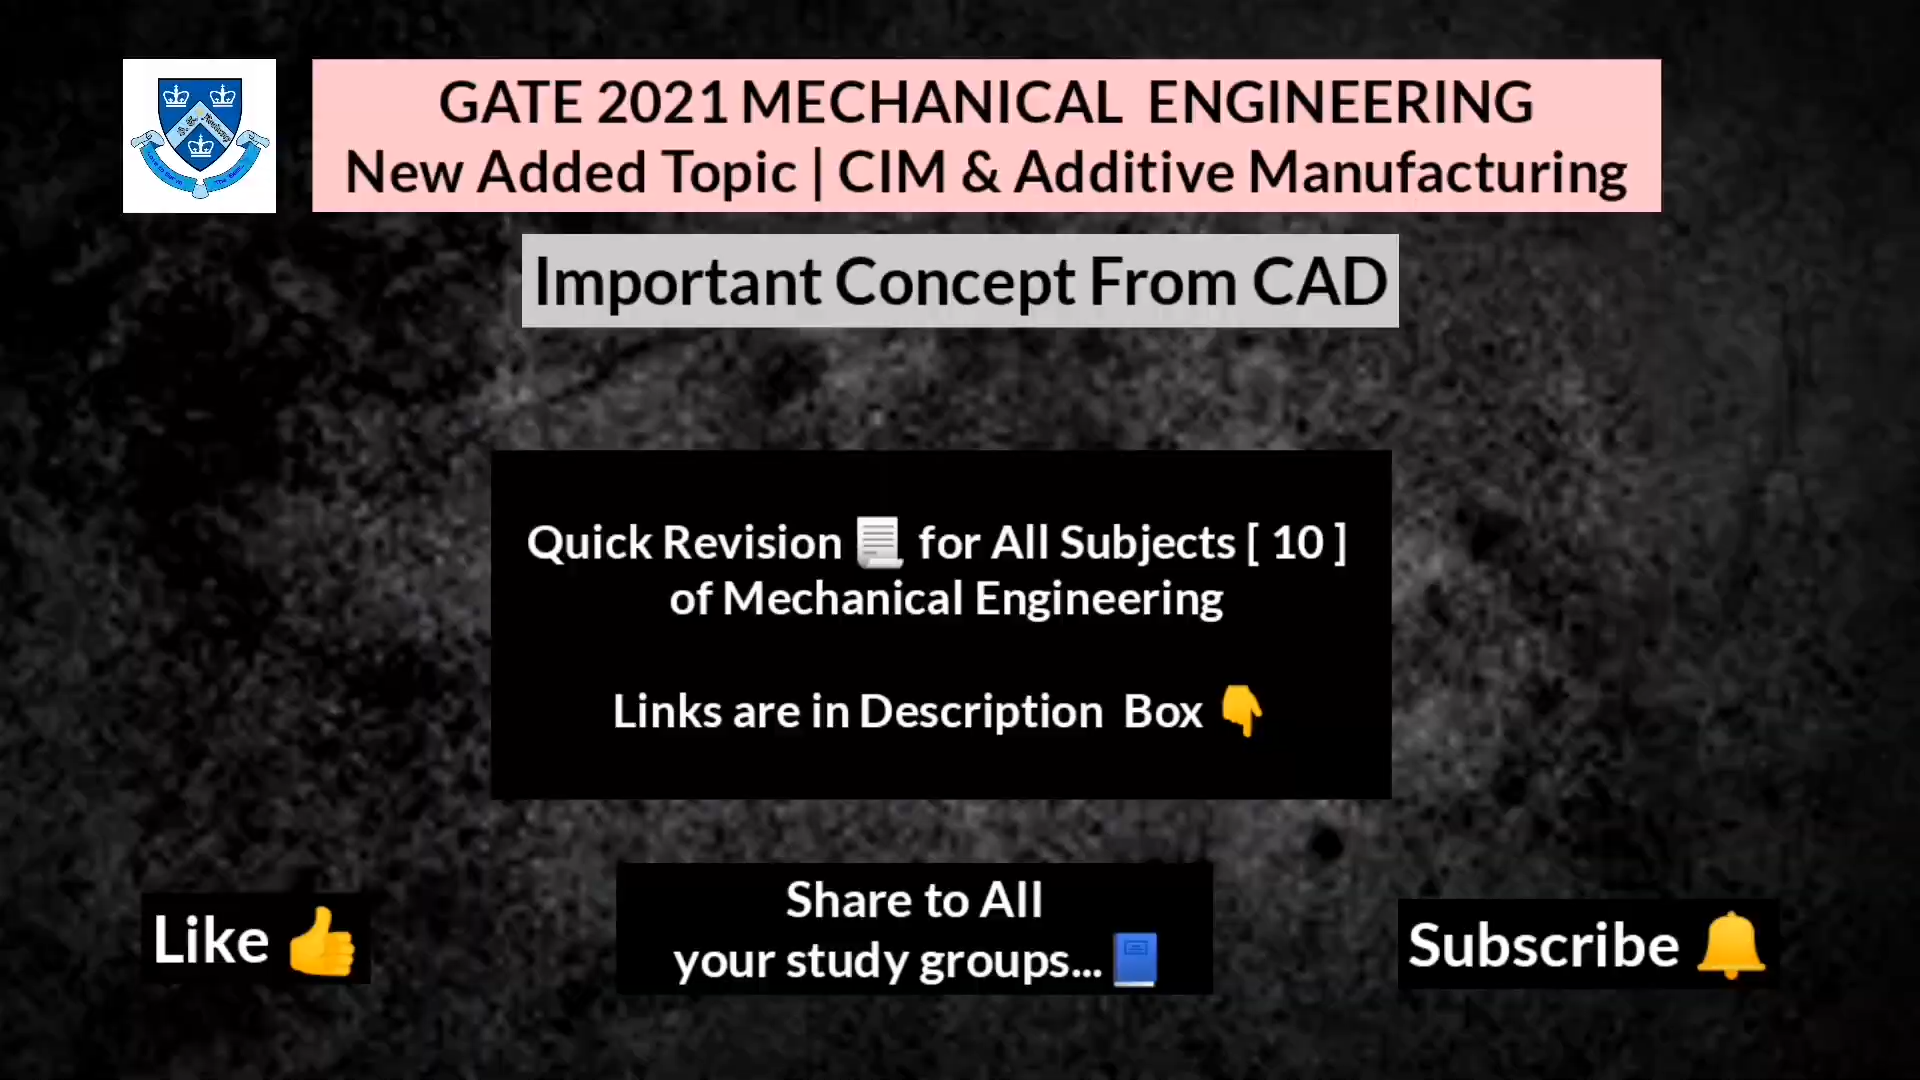 GATE 2021 MECHANICAL ENGINEERING
New Added Topic | CIM & Additive Manufacturing
Important Concept From CAD
Quick Revision 📃 for All Subjects [ 10 ]
of Mechanical Engineering
Links are in Description Box 👇
Like 👍
Share to All
your study groups...📘
Subscribe 🔔